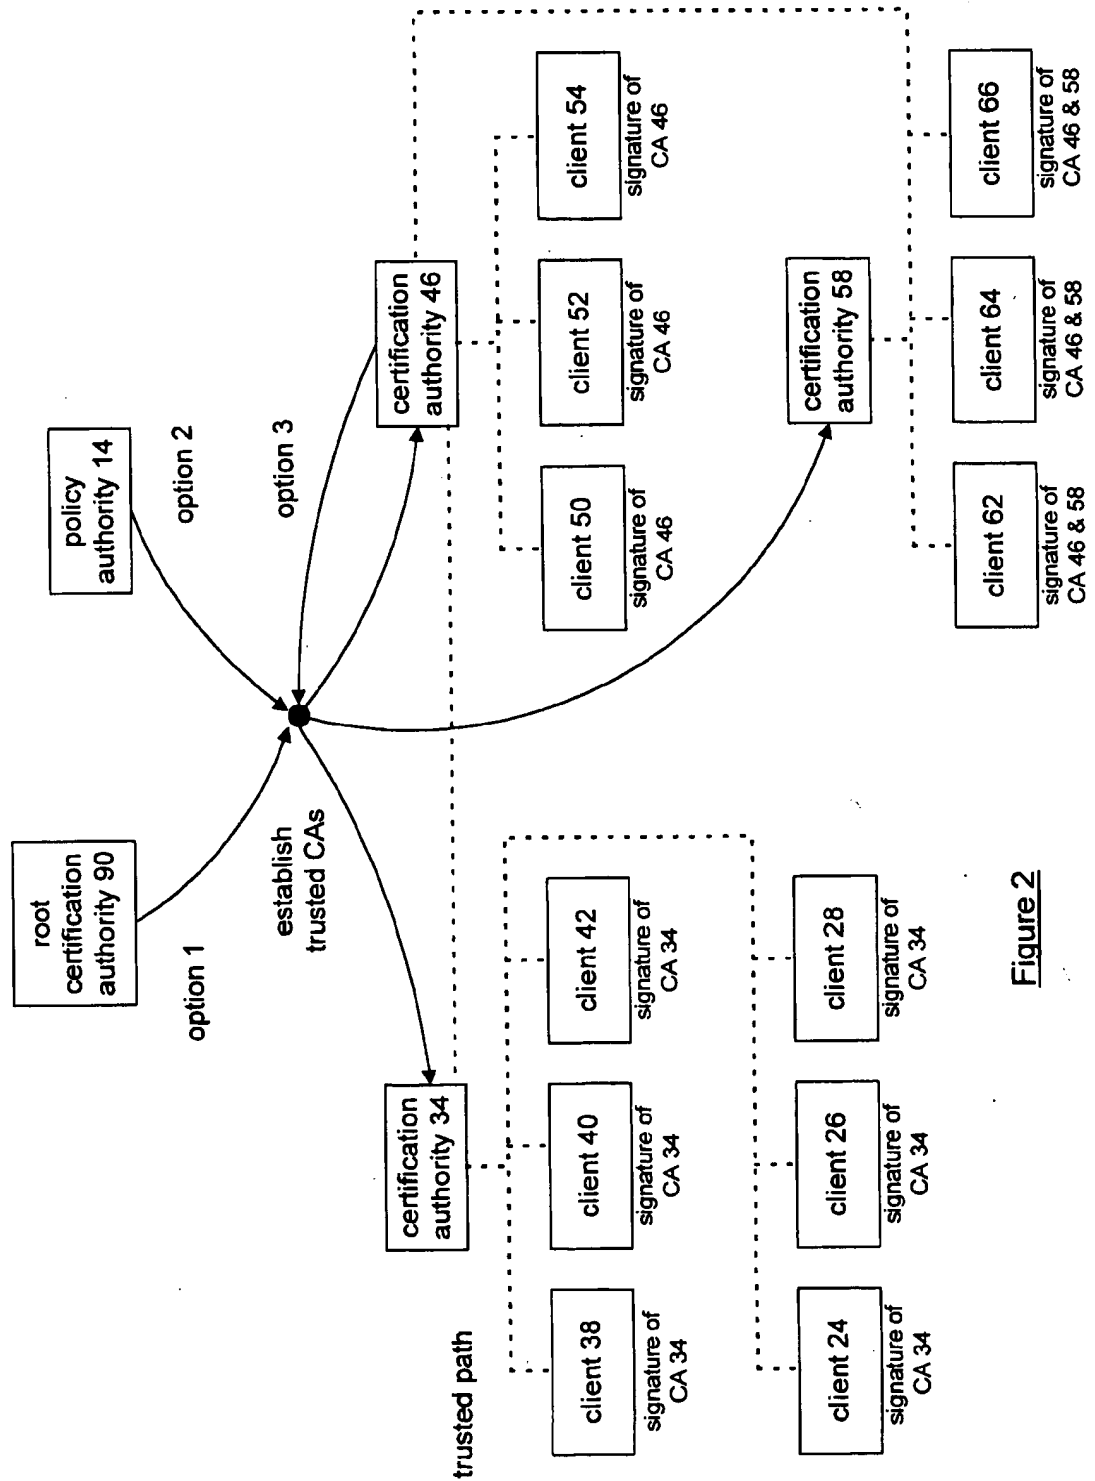 root
certification
authority 90
policy
authority 14
option 1
option 2
establish
trusted CAs
option 3
certification
authority 34
certification
authority 46
trusted path
client 38
signature of
CA 34
client 40
signature of
CA 34
client 42
signature of
CA 34
client 50
signature of
CA 46
client 52
signature of
CA 46
client 54
signature of
CA 46
client 24
signature of
CA 34
client 26
signature of
CA 34
client 28
signature of
CA 34
certification
authority 58
client 62
signature of
CA 46 & 58
client 64
signature of
CA 46 & 58
client 66
signature of
CA 46 & 58
Figure 2